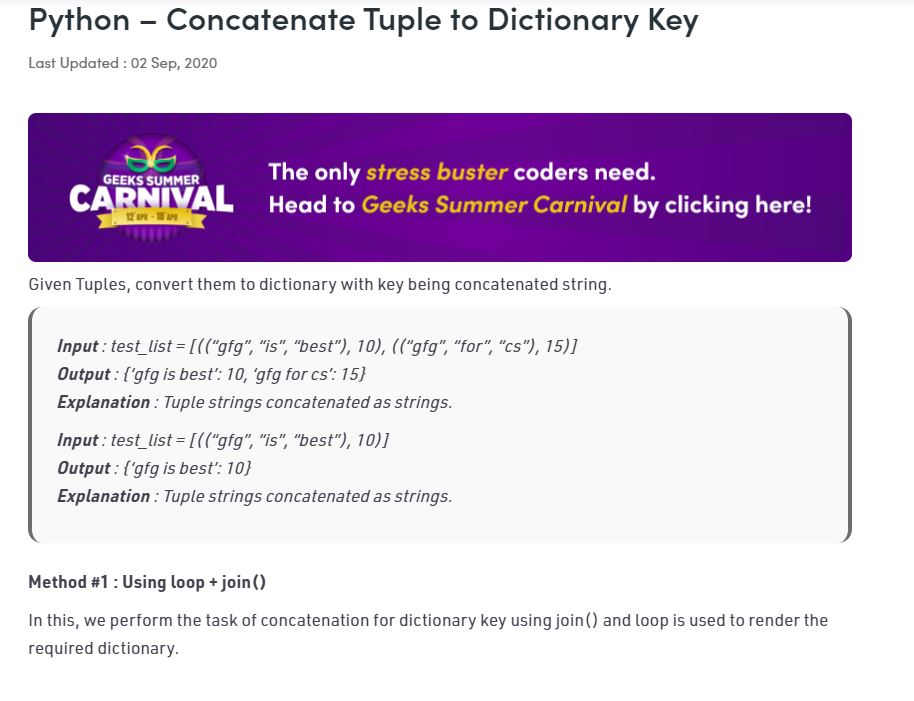 Python – Concatenate Tuple to Dictionary Key
Last Updated : 02 Sep, 2020
GEEKS SUMMER
CARNIVAL
12 APR - 18 APR
The only stress buster coders need.
Head to Geeks Summer Carnival by clicking here!
Given Tuples, convert them to dictionary with key being concatenated string.
Input : test_list = [((“gfg”, “is”, “best”), 10), ((“gfg”, “for”, “cs”), 15)]
Output : {‘gfg is best’: 10, ‘gfg for cs’: 15}
Explanation : Tuple strings concatenated as strings.
Input : test_list = [((“gfg”, “is”, “best”), 10)]
Output : {‘gfg is best’: 10}
Explanation : Tuple strings concatenated as strings.
Method #1 : Using loop + join()
In this, we perform the task of concatenation for dictionary key using join() and loop is used to render the
required dictionary.